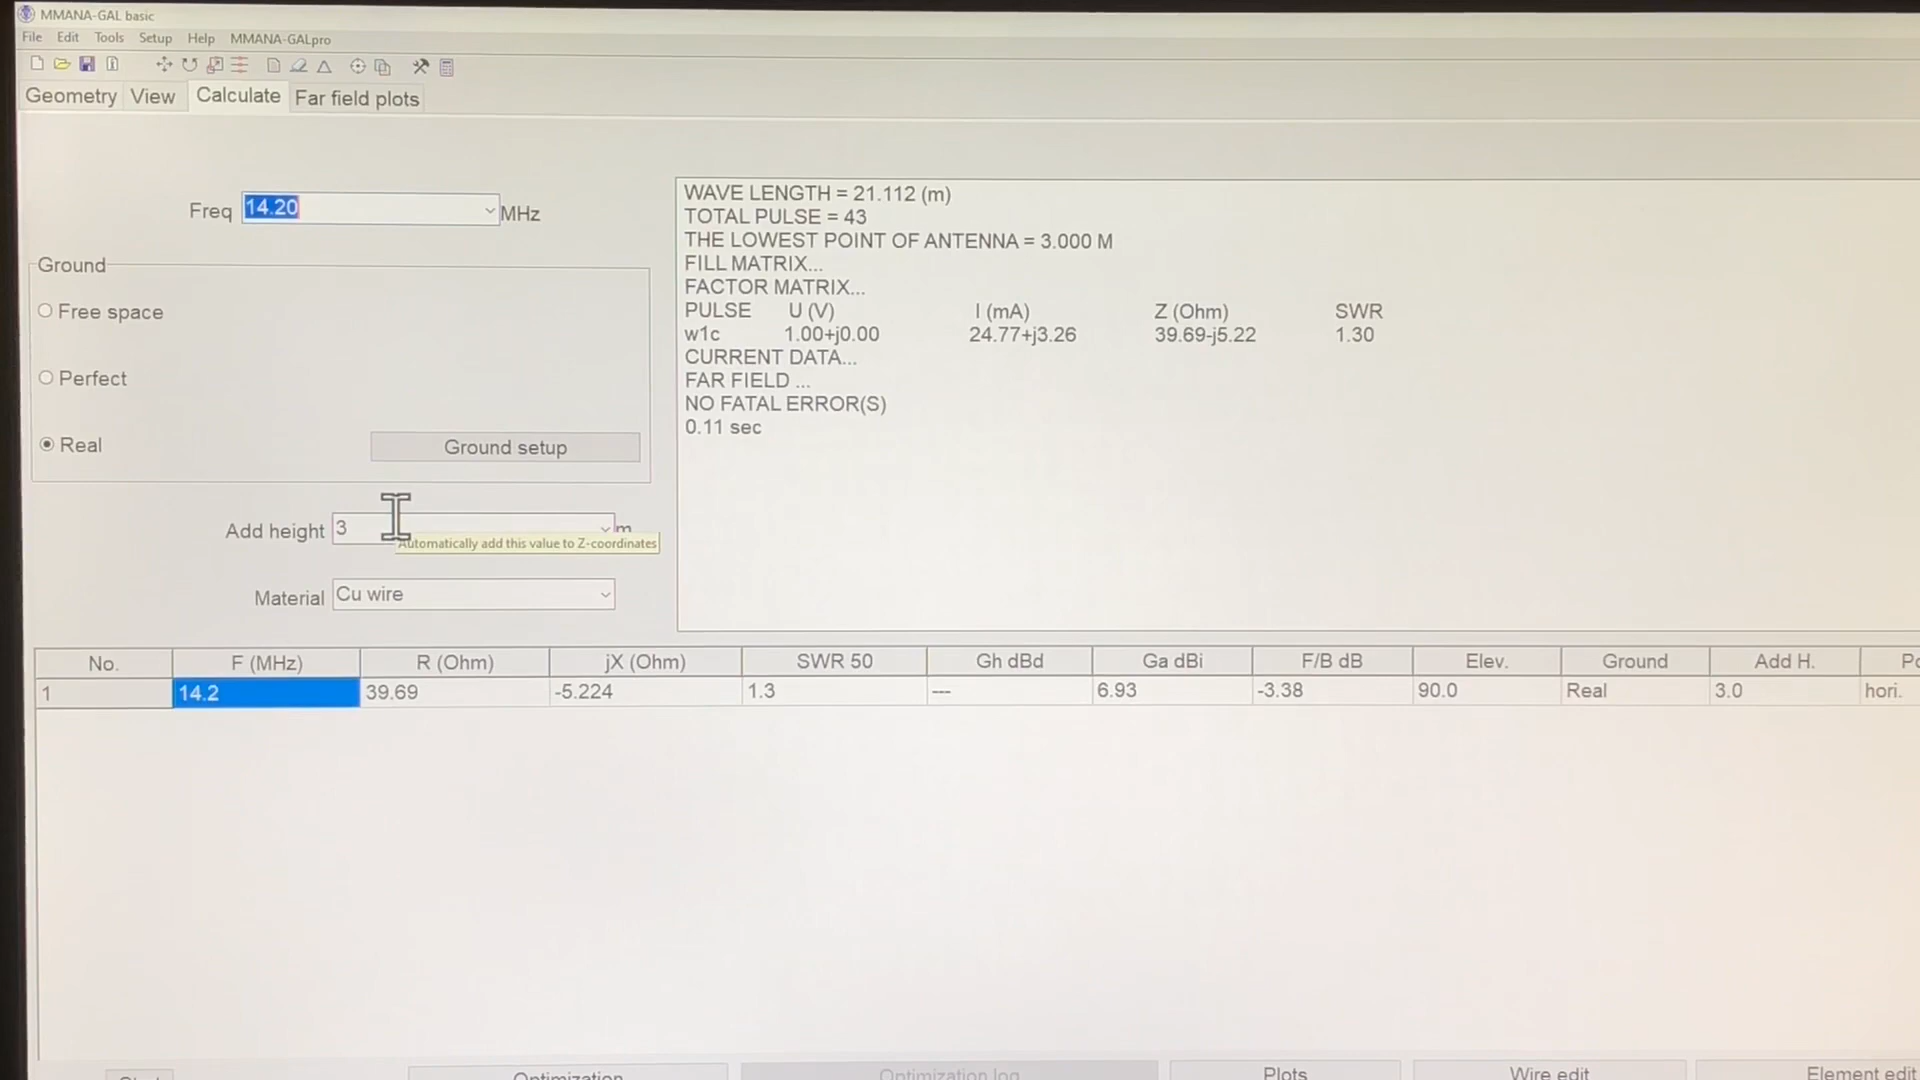 MMANA-GAL basic
File Edit Tools Setup Help MMANA-GALpro
Geometry View Calculate Far field plots
Freq 14.20 MHz
Ground
Free space
Perfect
Real
Ground setup
Add height 3 m
Automatically add this value to Z-coordinates
Material Cu wire
WAVE LENGTH = 21.112 (m)
TOTAL PULSE = 43
THE LOWEST POINT OF ANTENNA = 3.000 M
FILL MATRIX...
FACTOR MATRIX...
PULSE U (V) I (mA) Z (Ohm) SWR
w1c 1.00+j0.00 24.77+j3.26 39.69-j5.22 1.30
CURRENT DATA...
FAR FIELD ...
NO FATAL ERROR(S)
0.11 sec
No. F (MHz) R (Ohm) jX (Ohm) SWR 50 Gh dBd Ga dBi F/B dB Elev. Ground Add H.
1 14.2 39.69 -5.224 1.3 --- 6.93 -3.38 90.0 Real 3.0 hori.
Optimization Optimization log Plots Wire edit Element edit